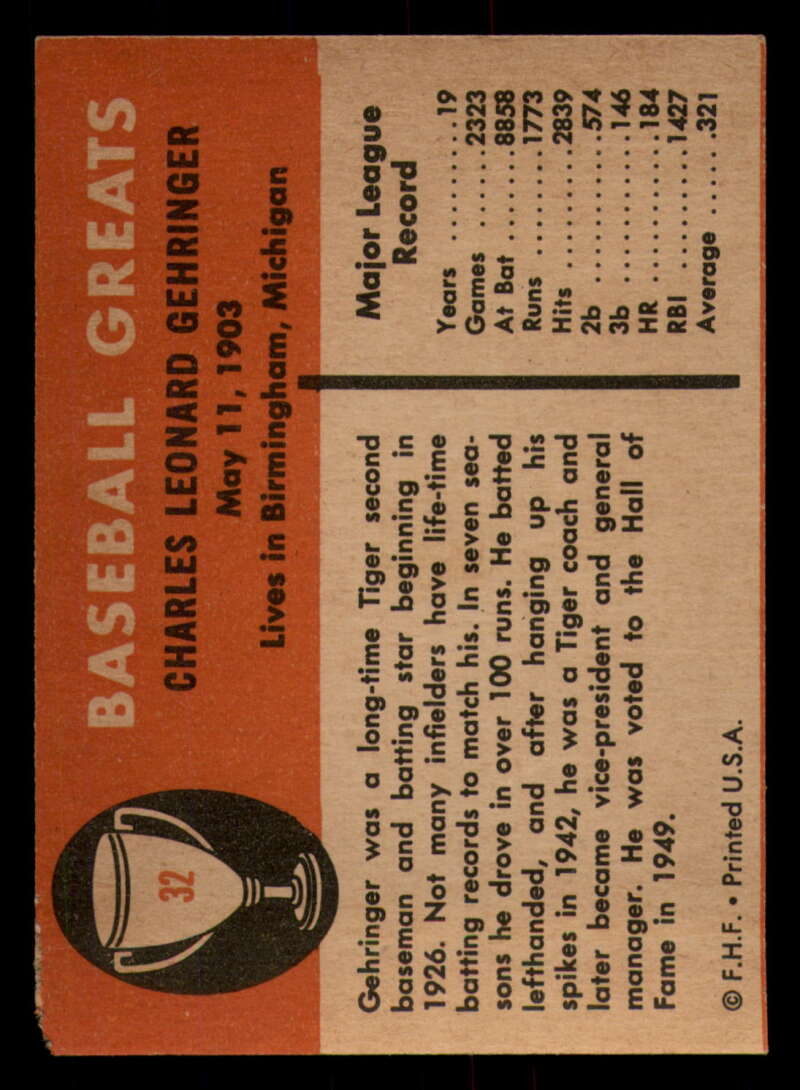 32
BASEBALL GREATS
CHARLES LEONARD GEHRINGER
May 11, 1903
Lives in Birmingham, Michigan
Gehringer was a long-time Tiger second
baseman and batting star beginning in
1926. Not many infielders have life-time
batting records to match his. In seven sea-
sons he drove in over 100 runs. He batted
lefthanded, and after hanging up his
spikes in 1942, he was a Tiger coach and
later became vice-president and general
manager. He was voted to the Hall of
Fame in 1949.
© F.H.F. • Printed U.S.A.
Major League
Record
Years ........19
Games ......2323
At Bat ......8858
Runs .......1773
Hits ........2839
2b ..........574
3b ..........146
HR ..........184
RBI ........1427
Average ......321